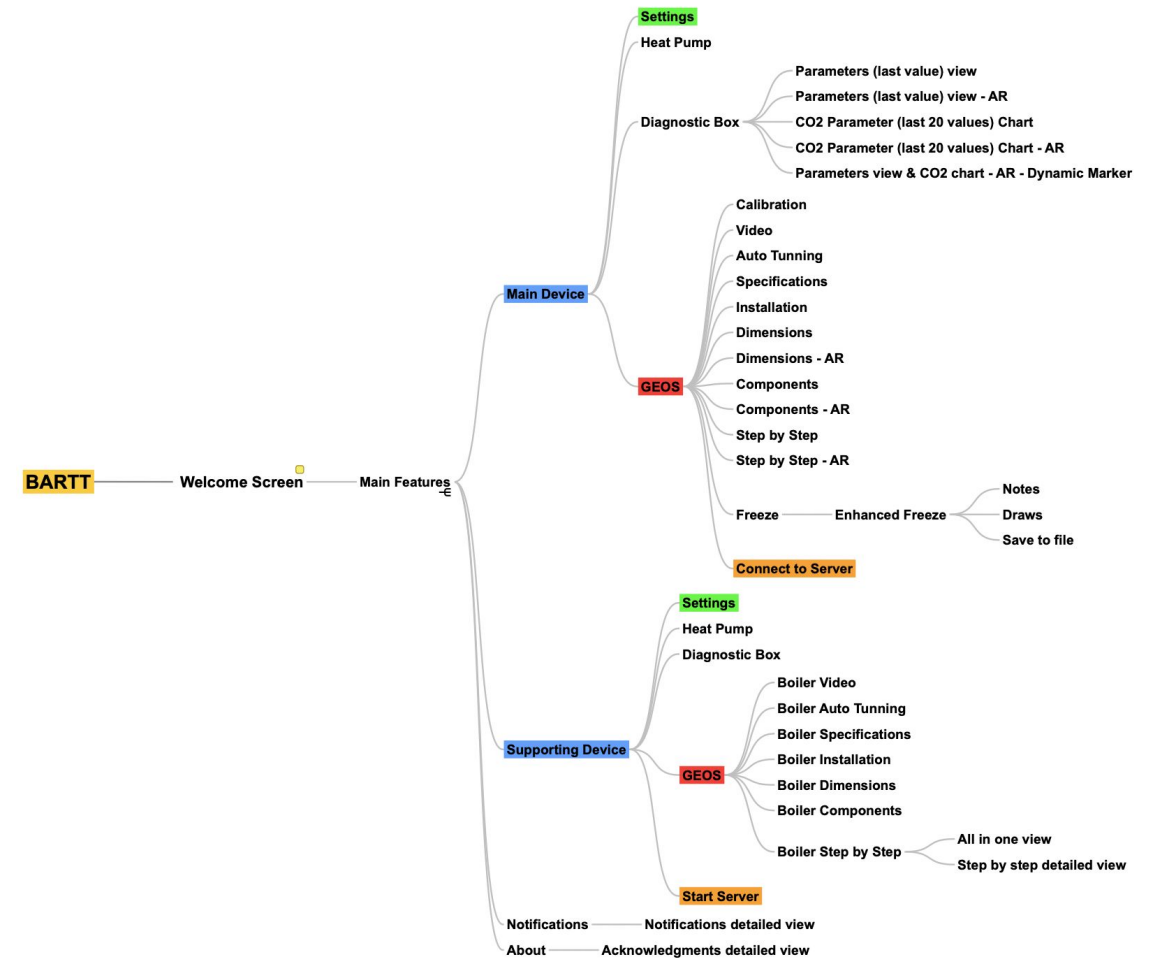 BARTT
Welcome Screen
Main Features
Main Device
Settings
Heat Pump
Diagnostic Box
Parameters (last value) view
Parameters (last value) view - AR
CO2 Parameter (last 20 values) Chart
CO2 Parameter (last 20 values) Chart - AR
Parameters view & CO2 chart - AR - Dynamic Marker
GEOS
Calibration
Video
Auto Tunning
Specifications
Installation
Dimensions
Dimensions - AR
Components
Components - AR
Step by Step
Step by Step - AR
Freeze
Enhanced Freeze
Notes
Draws
Save to file
Connect to Server
Supporting Device
Settings
Heat Pump
Diagnostic Box
GEOS
Boiler Video
Boiler Auto Tunning
Boiler Specifications
Boiler Installation
Boiler Dimensions
Boiler Components
Boiler Step by Step
All in one view
Step by step detailed view
Start Server
Notifications
Notifications detailed view
About
Acknowledgments detailed view